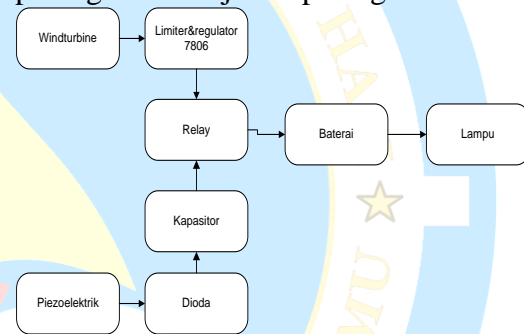 Windturbine
Limiter&regulator
7806
Relay
Baterai
Lampu
Kapasitor
Piezoelektrik
Dioda